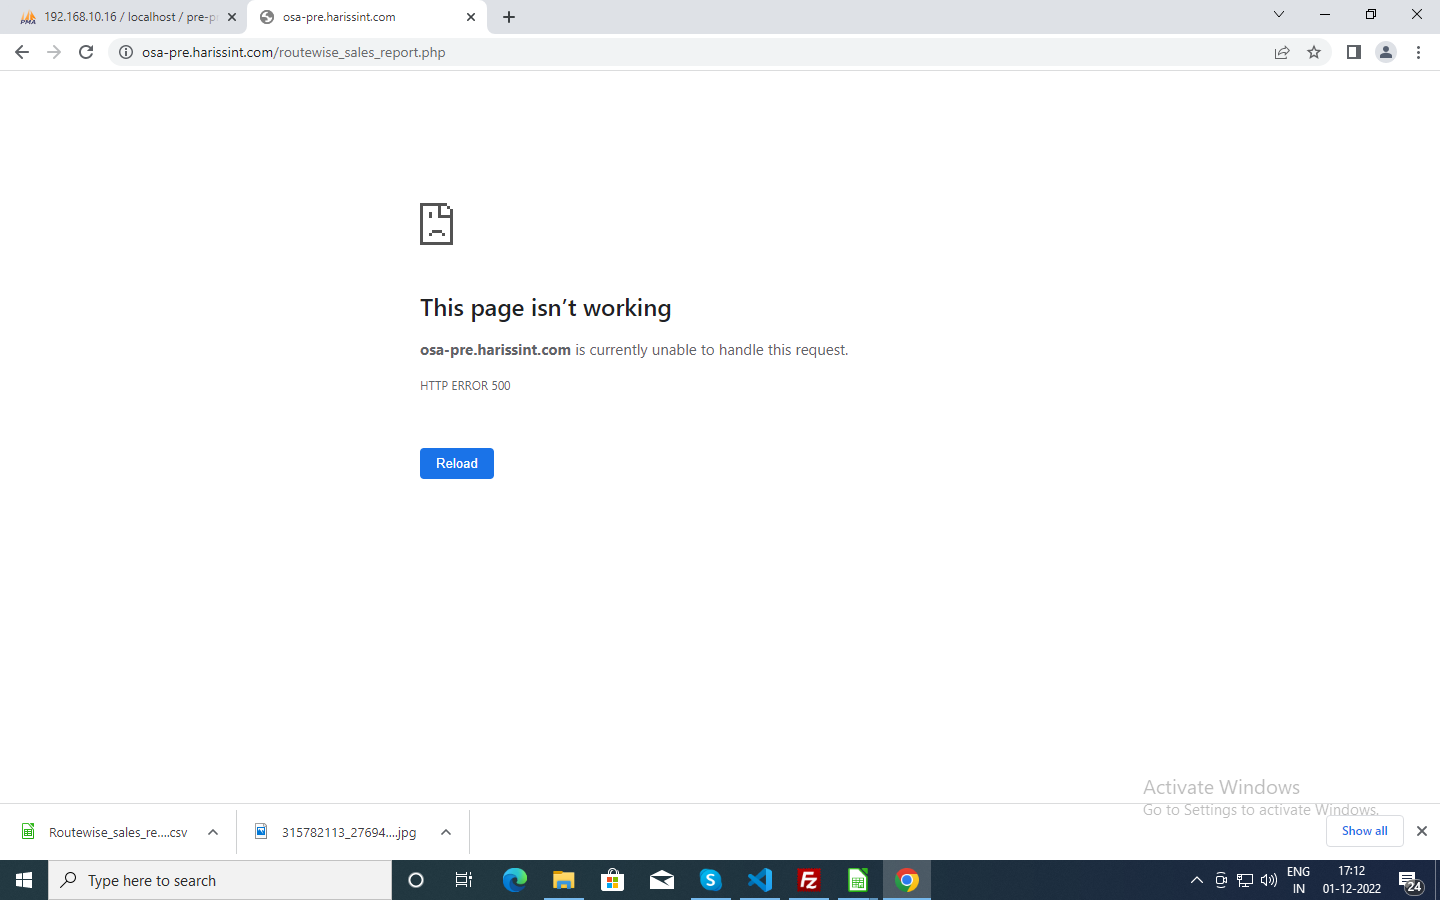 192.168.10.16 / localhost / pre-p
osa-pre.harissint.com
osa-pre.harissint.com/routewise_sales_report.php
This page isn’t working
osa-pre.harissint.com is currently unable to handle this request.
HTTP ERROR 500
Reload
Activate Windows
Go to Settings to activate Windows.
Routewise_sales_re....csv
315782113_27694....jpg
Show all
Type here to search
ENG
IN
17:12
01-12-2022
24